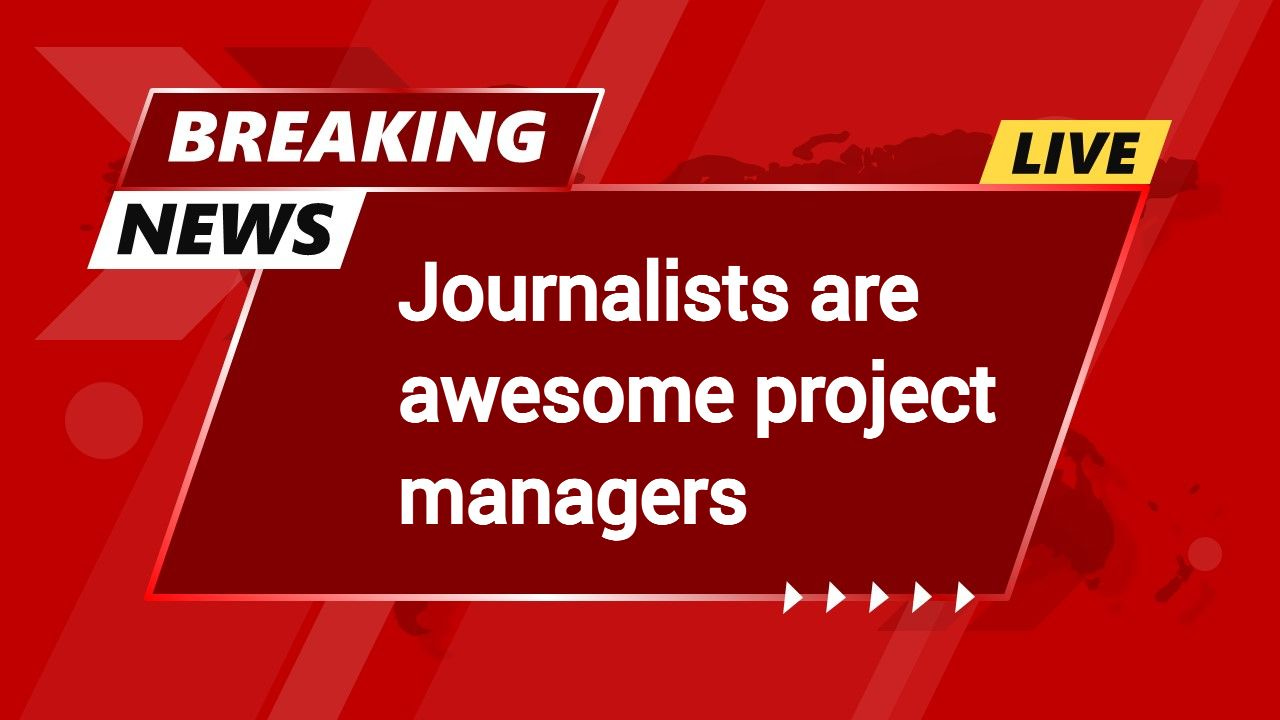 BREAKING
NEWS
LIVE
Journalists are
awesome project
managers